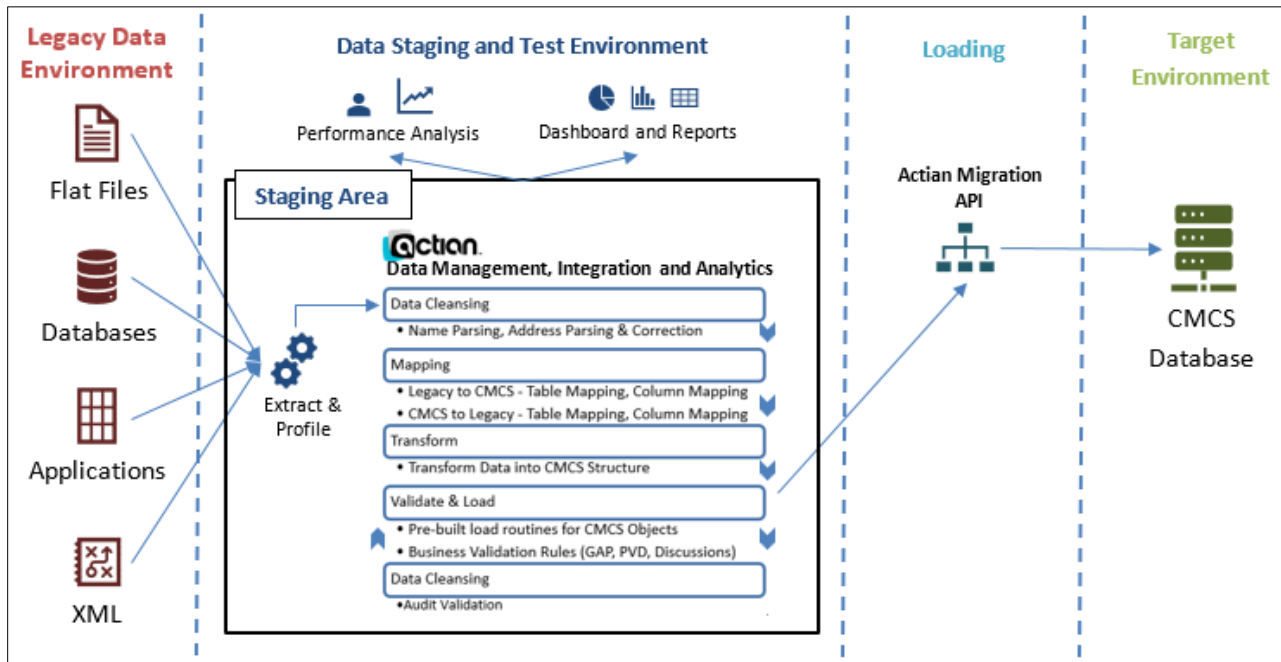 Legacy Data
Environment
Flat Files
Databases
Applications
XML
Data Staging and Test Environment
Performance Analysis
Dashboard and Reports
Staging Area
Extract &
Profile
actian
Data Management, Integration and Analytics
Data Cleansing
• Name Parsing, Address Parsing & Correction
Mapping
• Legacy to CMCS - Table Mapping, Column Mapping
• CMCS to Legacy - Table Mapping, Column Mapping
Transform
• Transform Data into CMCS Structure
Validate & Load
• Pre-built load routines for CMCS Objects
• Business Validation Rules (GAP, PVD, Discussions)
Data Cleansing
•Audit Validation
Loading
Actian Migration
API
Target
Environment
CMCS
Database